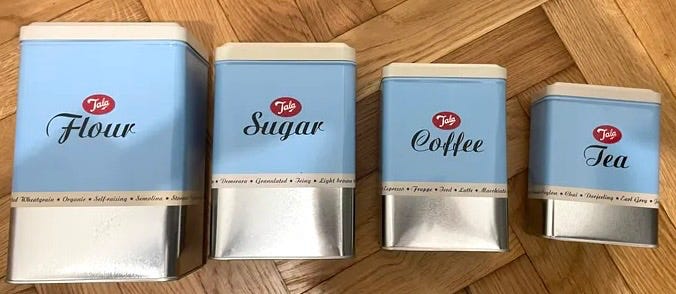 Tala
Flour
Wheatgrain • Organic • Self-raising • Semolina •
Tala
Sugar
• Demerara • Granulated • Icing • Light brown
Tala
Coffee
Espresso • Frappe • Iced • Latte • Macchiato
Tala
Tea
• Chai • Darjeeling • Earl Grey •